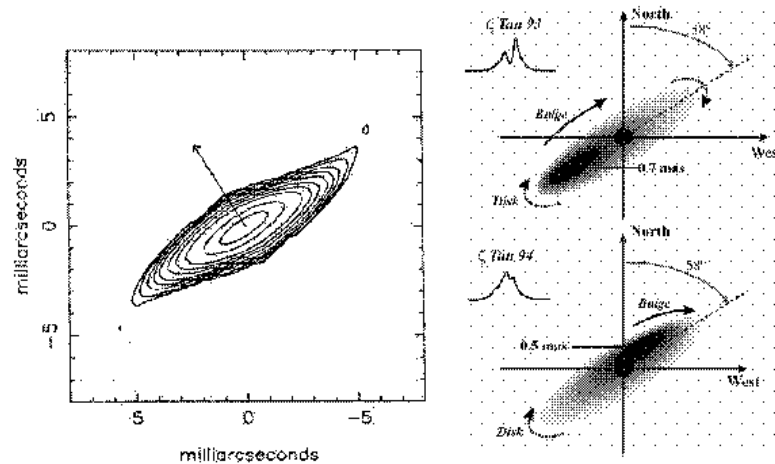 5
0
-5
milliarcseconds
5
0
-5
milliarcseconds
ζ Tau 93
North
58°
Bulge
West
0.7 mas
Disk
North
ζ Tau 94
58°
Bulge
0.5 mas
West
Disk